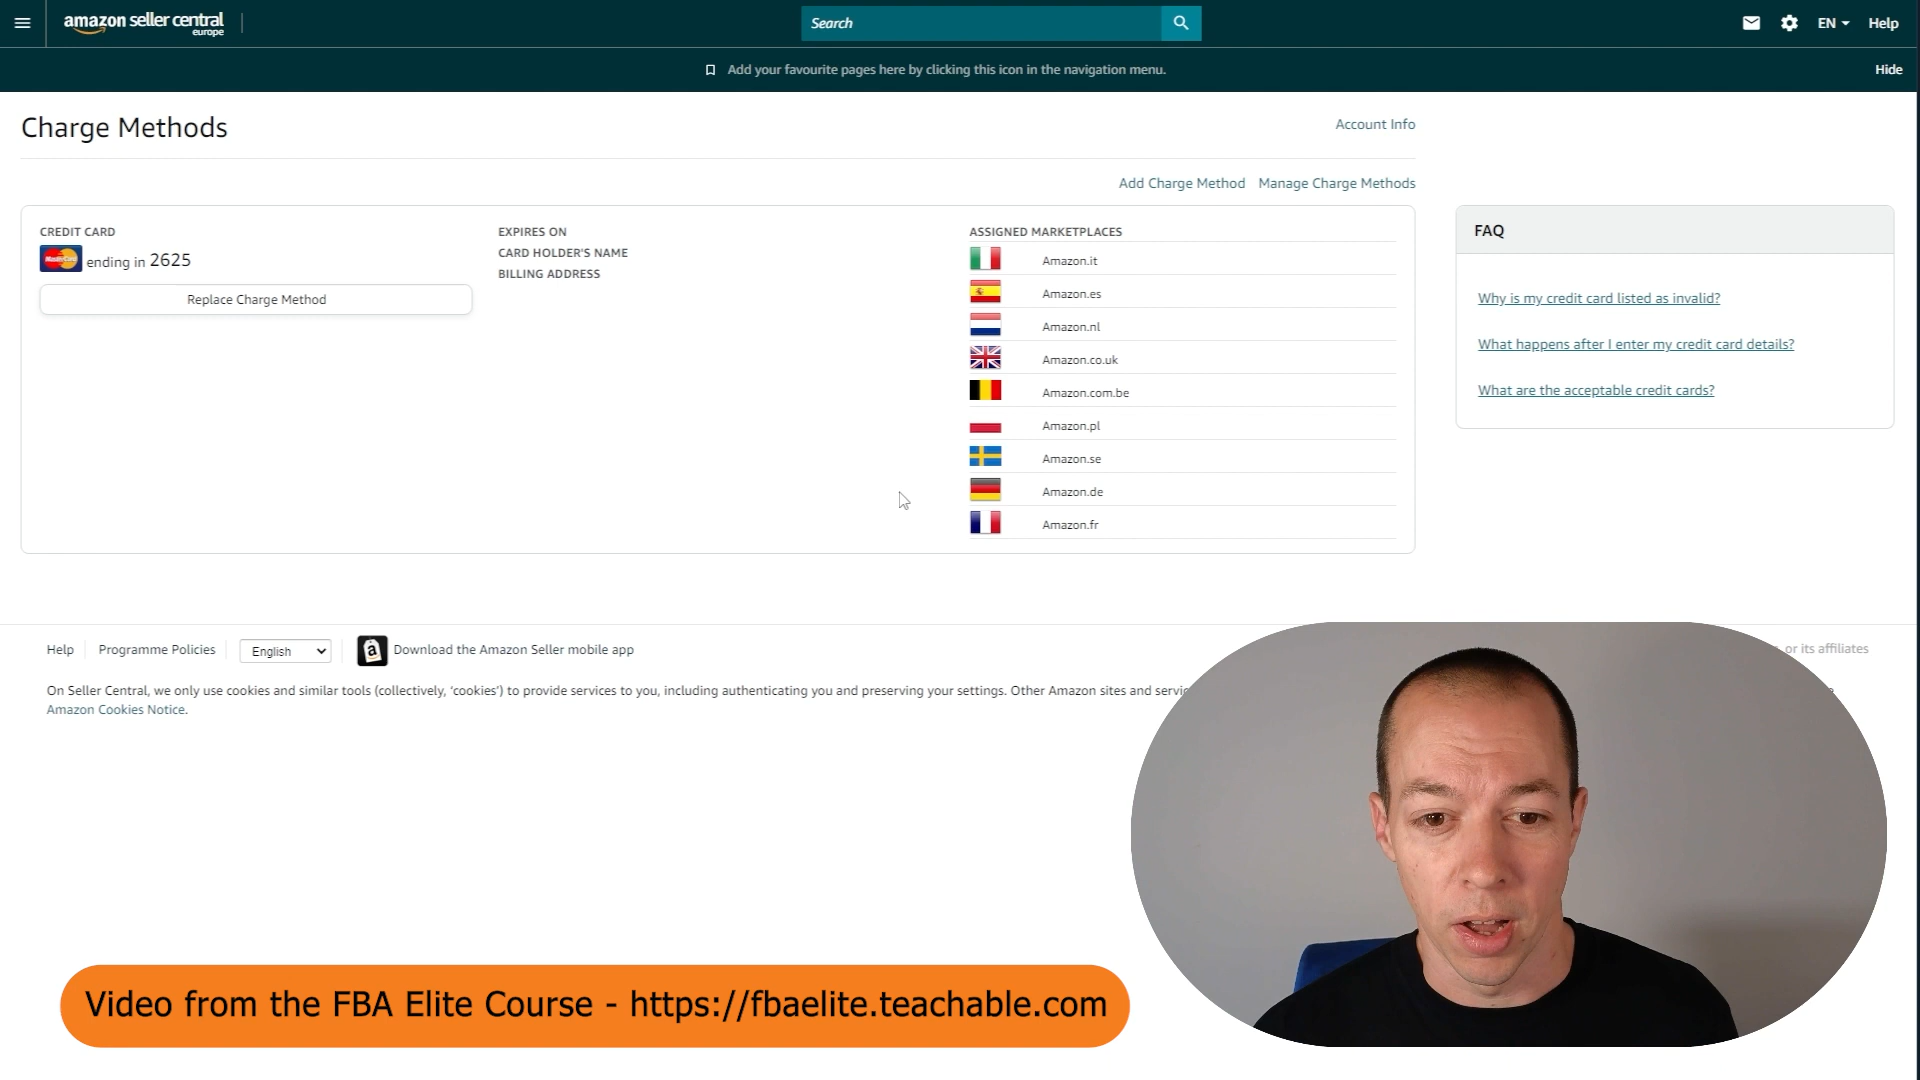 amazon seller central
europe
Search
EN
Help
Add your favourite pages here by clicking this icon in the navigation menu.
Hide
Charge Methods
Account Info
Add Charge Method
Manage Charge Methods
CREDIT CARD
MasterCard
ending in 2625
Replace Charge Method
EXPIRES ON
CARD HOLDER'S NAME
BILLING ADDRESS
ASSIGNED MARKETPLACES
Amazon.it
Amazon.es
Amazon.nl
Amazon.co.uk
Amazon.com.be
Amazon.pl
Amazon.se
Amazon.de
Amazon.fr
FAQ
Why is my credit card listed as invalid?
What happens after I enter my credit card details?
What are the acceptable credit cards?
Help
Programme Policies
English
a
Download the Amazon Seller mobile app
or its affiliates
On Seller Central, we only use cookies and similar tools (collectively, 'cookies') to provide services to you, including authenticating you and preserving your settings. Other Amazon sites and
Amazon Cookies Notice.
Video from the FBA Elite Course - https://fbaelite.teachable.com